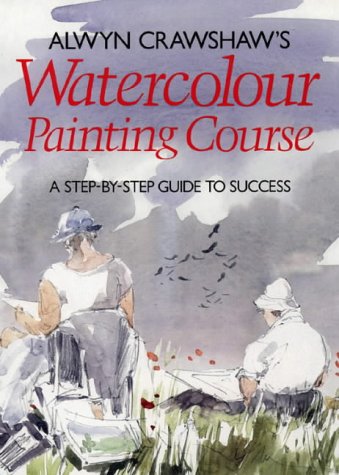 ALWYN CRAWSHAW'S
Watercolour
Painting Course
A STEP-BY-STEP GUIDE TO SUCCESS